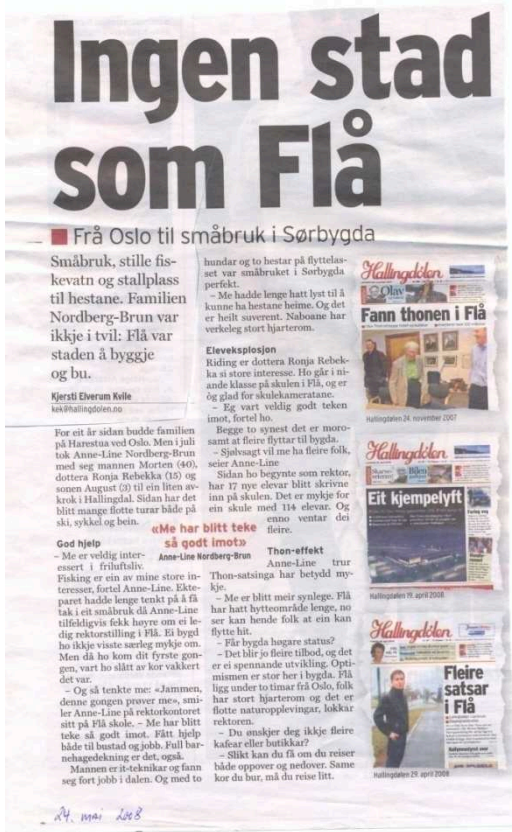 Ingen stad
som Flå
Frå Oslo til småbruk i Sørbygda
Småbruk, stille fis-
kevatn og stallplass
til hestane. Familien
Nordberg-Brun var
ikkje i tvil: Flå var
staden å byggje
og bu.
Kjersti Elverum Kvile
kek@hallingdolen.no
For eit år sidan budde familien
på Harestua ved Oslo. Men i juli
tok Anne-Line Nordberg-Brun
med seg mannen Morten (40),
dottera Ronja Rebekka (15) og
sonen August (3) til ein liten av-
krok i Hallingdal. Sidan har det
blitt mange flotte turar både på
ski, sykkel og bein.
God hjelp
– Me er veldig inter-
essert i friluftsliv.
Fisking er ein av mine store in-
teresser, fortel Anne-Line. Ekte-
paret hadde lenge tenkt på å få
tak i eit småbruk då Anne-Line
tilfeldigvis fekk høyre om ei le-
dig rektorstilling i Flå. Ei bygd
ho ikkje visste særleg mykje om.
Men då ho kom dit fyrste gon-
gen, vart ho slått av kor vakkert
det var.
– Og så tenkte me: «Jammen,
denne gongen prøver me», smi-
ler Anne-Line på rektorkontoret
sitt på Flå skole. – Me har blitt
teke så godt imot. Fått hjelp
både til bustad og jobb. Full bar-
nehagedekning er det, også.
Mannen er it-teknikar og fann
seg fort jobb i dalen. Og med to
hundar og to hestar på flyttelas-
set var småbruket i Sørbygda
perfekt.
– Me hadde lenge hatt lyst til å
kunne ha hestane heime. Og det
er heilt suverent. Naboane har
verkeleg stort hjarterom.
Eleveksplosjon
Riding er dottera Ronja Rebek-
ka si store interesse. Ho går i ni-
ande klasse på skulen i Flå, og er
òg glad for skulekameratane.
– Eg vart veldig godt teken
imot, fortel ho.
Begge to synest det er moro-
samt at fleire flyttar til bygda.
– Sjølvsagt vil me ha fleire folk,
seier Anne-Line
Sidan ho begynte som rektor,
har 17 nye elevar blitt skrivne
inn på skulen. Det er mykje for
ein skule med 114 elevar. Og
enno ventar dei
fleire.
«Me har blitt teke
så godt imot»
Anne-Line Nordberg-Brun
Thon-effekt
Anne-Line trur
Thon-satsinga har betydd my-
kje.
– Me er blitt meir synlege. Flå
har hatt hytteområde lenge, no
ser kan hende folk at ein kan
flytte hit.
– Får bygda høgare status?
– Det blir jo fleire tilbod, og det
er ei spennande utvikling. Opti-
mismen er stor her i bygda. Flå
ligg under to timar frå Oslo, folk
har stort hjarterom og det er
flotte naturopplevingar, lokkar
rektoren.
– Du ønskjer deg ikkje fleire
kafear eller butikkar?
– Slikt kan du få om du reiser
både oppover og nedover. Same
kor du bur, må du reise litt.
Hallingdølen
Olav
Fann thonen i Flå
Hallingdølen 24. november 2007
Hallingdølen
Bilen
Eit kjempelyft
Hallingdølen 19. april 2008
Hallingdølen
Fleire
satsar
i Flå
Hallingdølen 29. april 2008
24. mai 2008